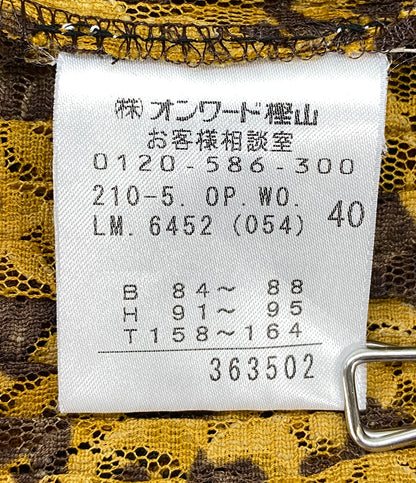 ㈱オンワード樫山
お客様相談室
0120-586-300
210-5. OP.WO.
LM. 6452 (054) 40
B 84～ 88
H 91～ 95
T 158～164
363502